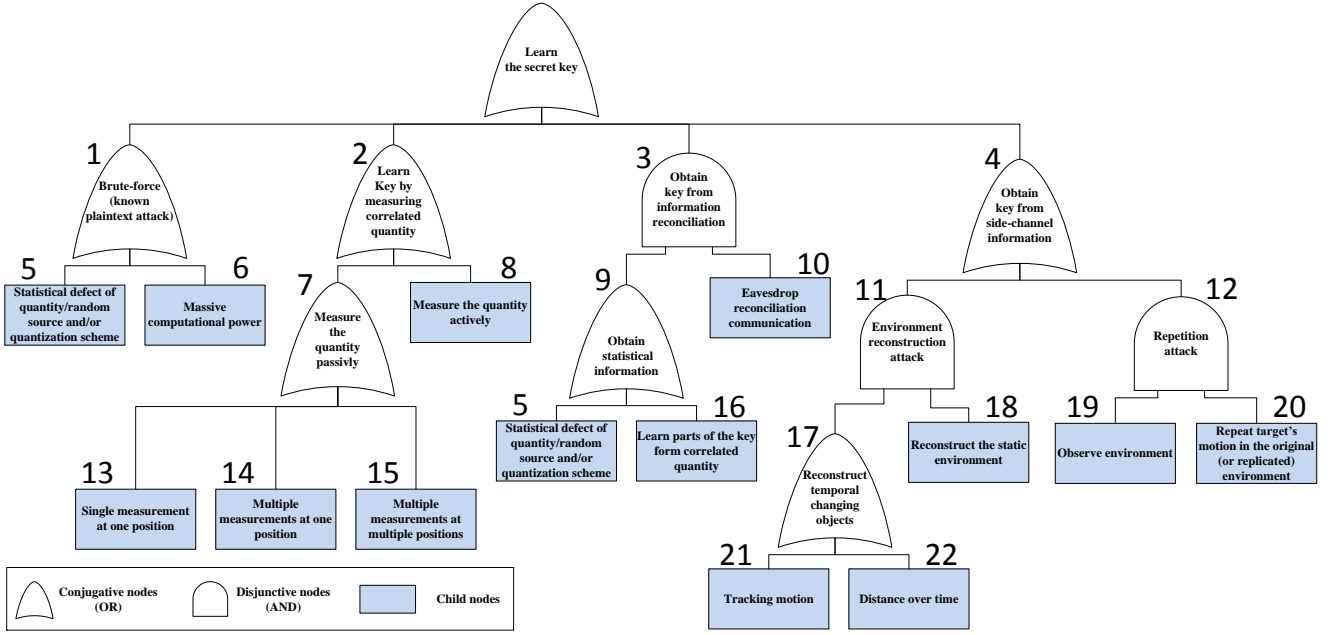 Learn
the secret key
1
Brute-force
(known
plaintext attack)
2
Learn
Key by
measuring
correlated
quantity
3
Obtain
key from
information
reconciliation
4
Obtain
key from
side-channel
information
5
Statistical defect of
quantity/random
source and/or
quantization scheme
6
Massive
computational power
7
Measure
the
quantity
passivly
8
Measure the quantity
actively
9
Obtain
statistical
information
10
Eavesdrop
reconciliation
communication
11
Environment
reconstruction
attack
12
Repetition
attack
13
Single measurement
at one position
14
Multiple
measurements at one
position
15
Multiple
measurements at
multiple positions
5
Statistical defect of
quantity/random
source and/or
quantization scheme
16
Learn parts of the key
form correlated
quantity
17
Reconstruct
temporal
changing
objects
18
Reconstruct the static
environment
19
Observe environment
20
Repeat target's
motion in the original
(or replicated)
environment
21
Tracking motion
22
Distance over time
Conjugative nodes
(OR)
Disjunctive nodes
(AND)
Child nodes